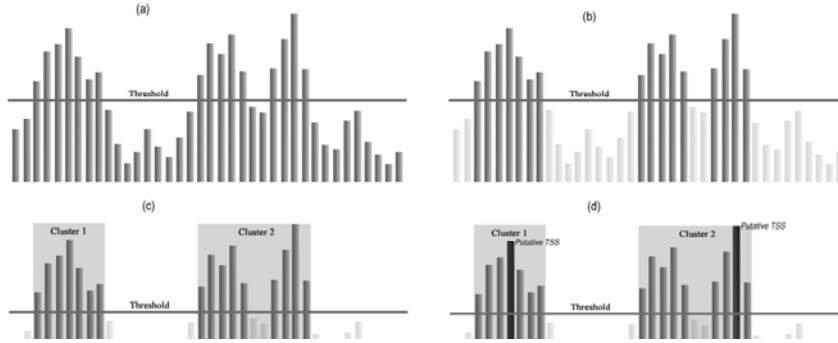 (a)
Threshold
(b)
Threshold
(c)
Cluster 1
Cluster 2
Threshold
(d)
Cluster 1
Putative TSS
Cluster 2
Putative TSS
Threshold